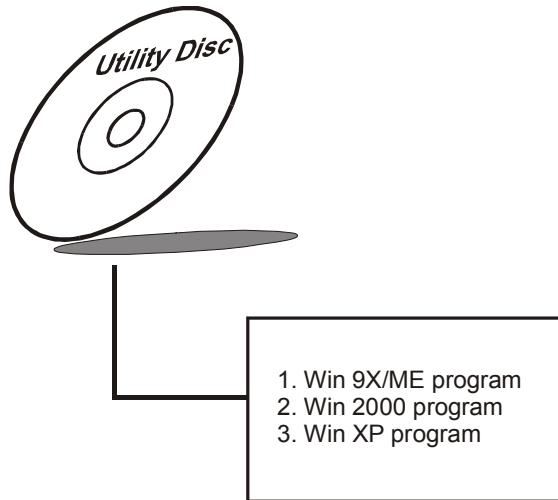 Utility Disc
1. Win 9X/ME program
2. Win 2000 program
3. Win XP program